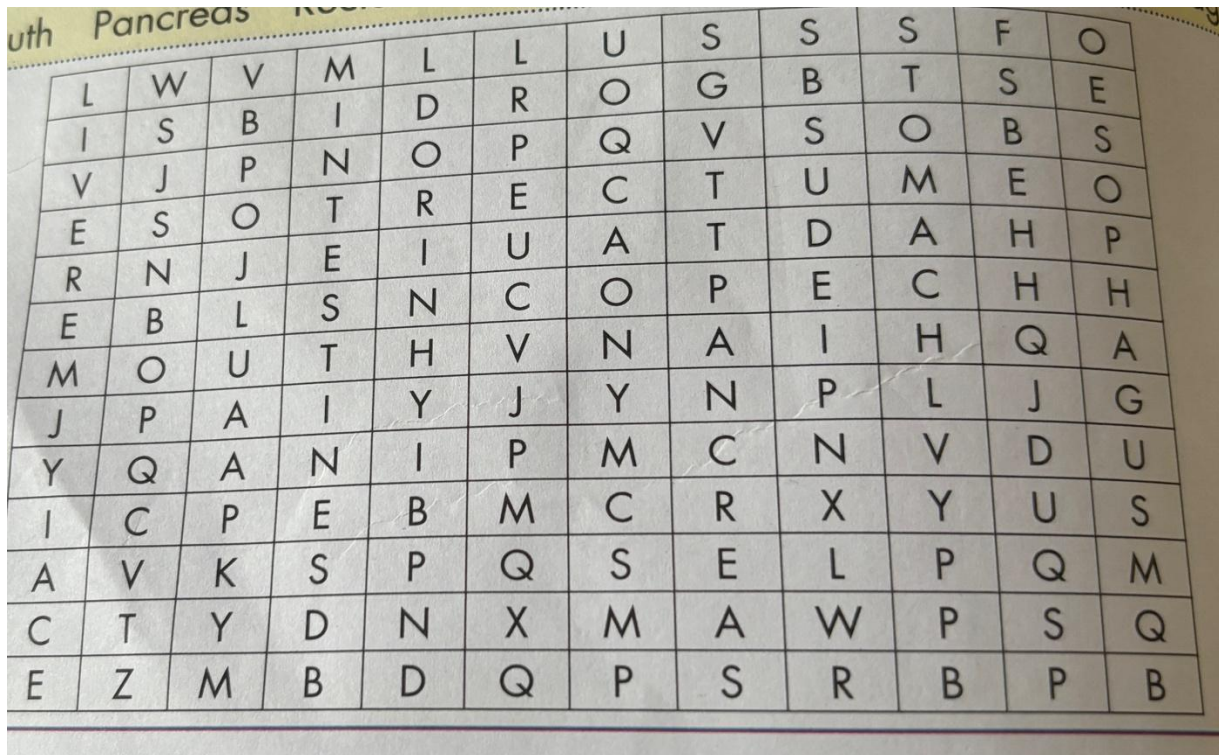 uth Pancreas
L W V M L L U S S S F O
I S B I D R O G B T S E
V J P N O P Q V S O B S
E S O T R E C T U M E O
R N J E I U A T D A H P
E B L S N C O P E C H H
M O U T H V N A I H Q A
J P A I Y J Y N P L J G
Y Q A N I P M C N V D U
I C P E B M C R X Y U S
A V K S P Q S E L P Q M
C T Y D N X M A W P S Q
E Z M B D Q P S R B P B